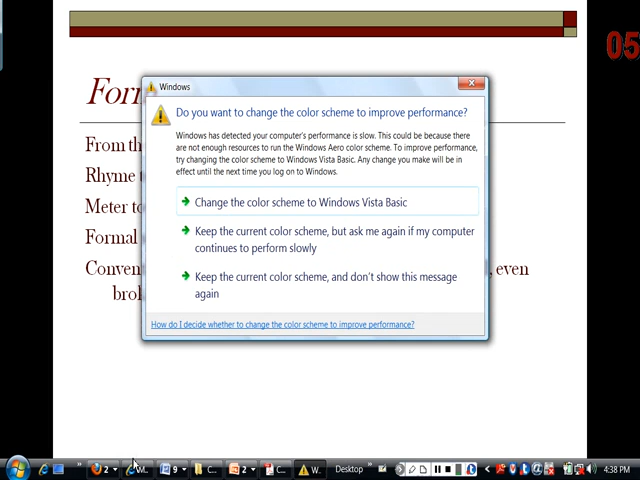 05
Windows
Do you want to change the color scheme to improve performance?
Windows has detected your computer's performance is slow. This could be because there
are not enough resources to run the Windows Aero color scheme. To improve performance,
try changing the color scheme to Windows Vista Basic. Any change you make will be in
effect until the next time you log on to Windows.
Change the color scheme to Windows Vista Basic
Keep the current color scheme, but ask me again if my computer
continues to perform slowly
Keep the current color scheme, and don't show this message
again
How do I decide whether to change the color scheme to improve performance?
Form
From th
Rhyme
Meter to
Formal
Convent , even
brok
2 W... 9 C... 2 C... W... Desktop 4:38 PM